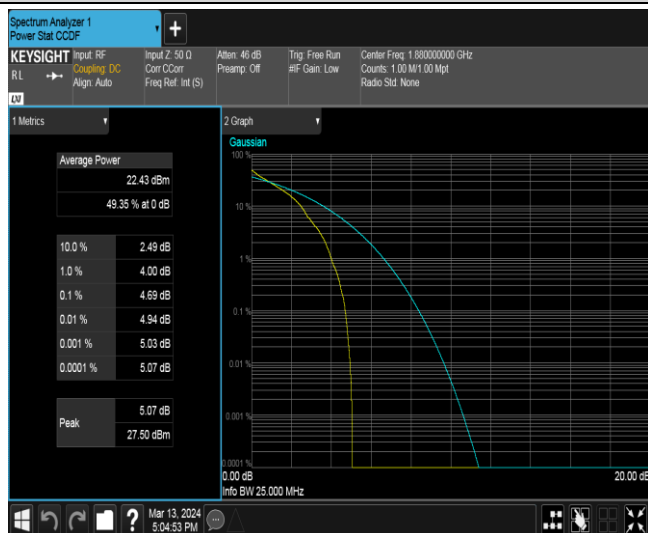 Spectrum Analyzer 1
Power Stat CCDF
+
KEYSIGHT Input: RF Input Z: 50 Ω Atten: 46 dB Trig: Free Run Center Freq: 1.880000000 GHz
RL Coupling: DC Corr CCorr Preamp: Off #IF Gain: Low Counts: 1.00 M/1.00 Mpt
Align: Auto Freq Ref: Int (S) Radio Std: None
LXI
1 Metrics
Average Power
22.43 dBm
49.35 % at 0 dB
10.0 % 2.49 dB
1.0 % 4.00 dB
0.1 % 4.69 dB
0.01 % 4.94 dB
0.001 % 5.03 dB
0.0001 % 5.07 dB
Peak 5.07 dB
27.50 dBm
2 Graph
Gaussian
100 %
10 %
1 %
0.1 %
0.01 %
0.001 %
0.0001 %
0.00 dB 20.00 dB
Info BW 25.000 MHz
? Mar 13, 2024
5:04:53 PM